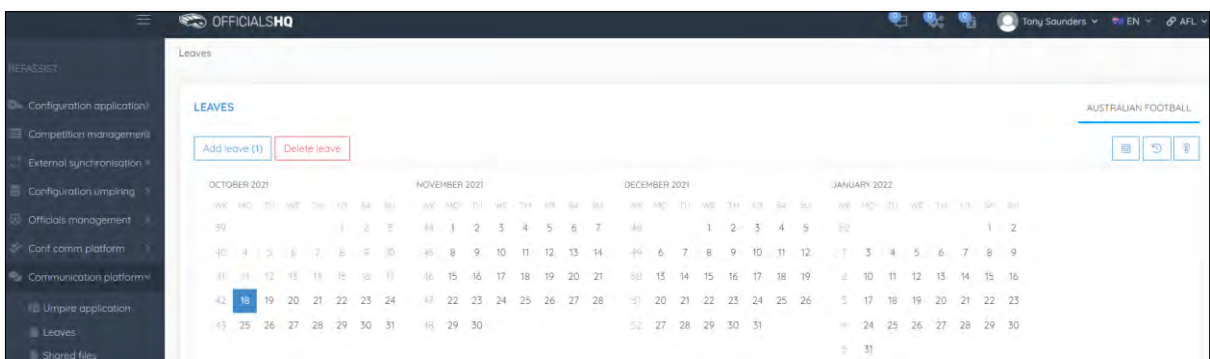 OFFICIALSHQ
Tony Saunders
EN
AFL
Leaves
REFASSIST
Configuration application
Competition management
External synchronisation
Configuration umpiring
Officials management
Conf comm platform
Communication platform
Umpire application
Leaves
Shared files
LEAVES
AUSTRALIAN FOOTBALL
Add leave (1) Delete leave
OCTOBER 2021
WK MO TU WE TH FR SA SU
39 1 2 3
40 4 5 6 7 8 9 10
41 11 12 13 14 15 16 17
42 18 19 20 21 22 23 24
43 25 26 27 28 29 30 31
NOVEMBER 2021
WK MO TU WE TH FR SA SU
44 1 2 3 4 5 6 7
45 8 9 10 11 12 13 14
46 15 16 17 18 19 20 21
47 22 23 24 25 26 27 28
48 29 30
DECEMBER 2021
WK MO TU WE TH FR SA SU
48 1 2 3 4 5
49 6 7 8 9 10 11 12
50 13 14 15 16 17 18 19
51 20 21 22 23 24 25 26
52 27 28 29 30 31
JANUARY 2022
WK MO TU WE TH FR SA SU
52 1 2
3 4 5 6 7 8 9
10 11 12 13 14 15 16
3 17 18 19 20 21 22 23
24 25 26 27 28 29 30
5 31